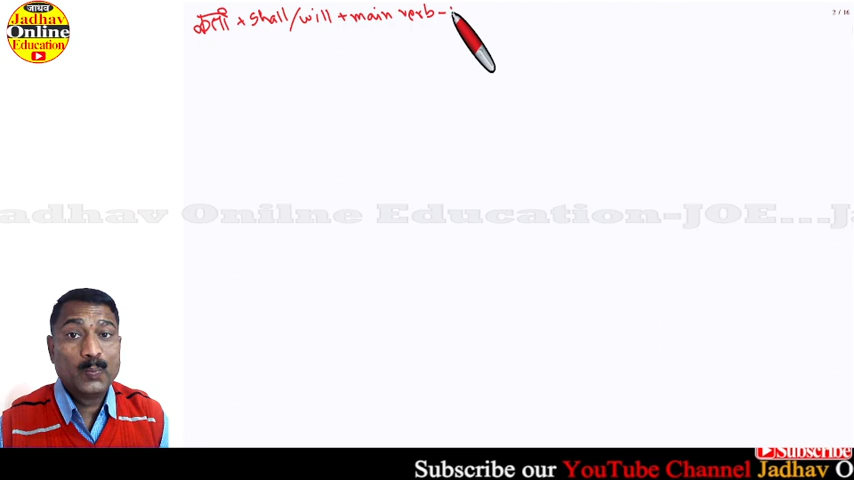 जाधव
Jadhav
Online
Education
कर्ता + shall/will + main verb -
2 / 16
adhav Onilne Education-JOE...Ja
Subscribe
Subscribe our YouTube Channel Jadhav O